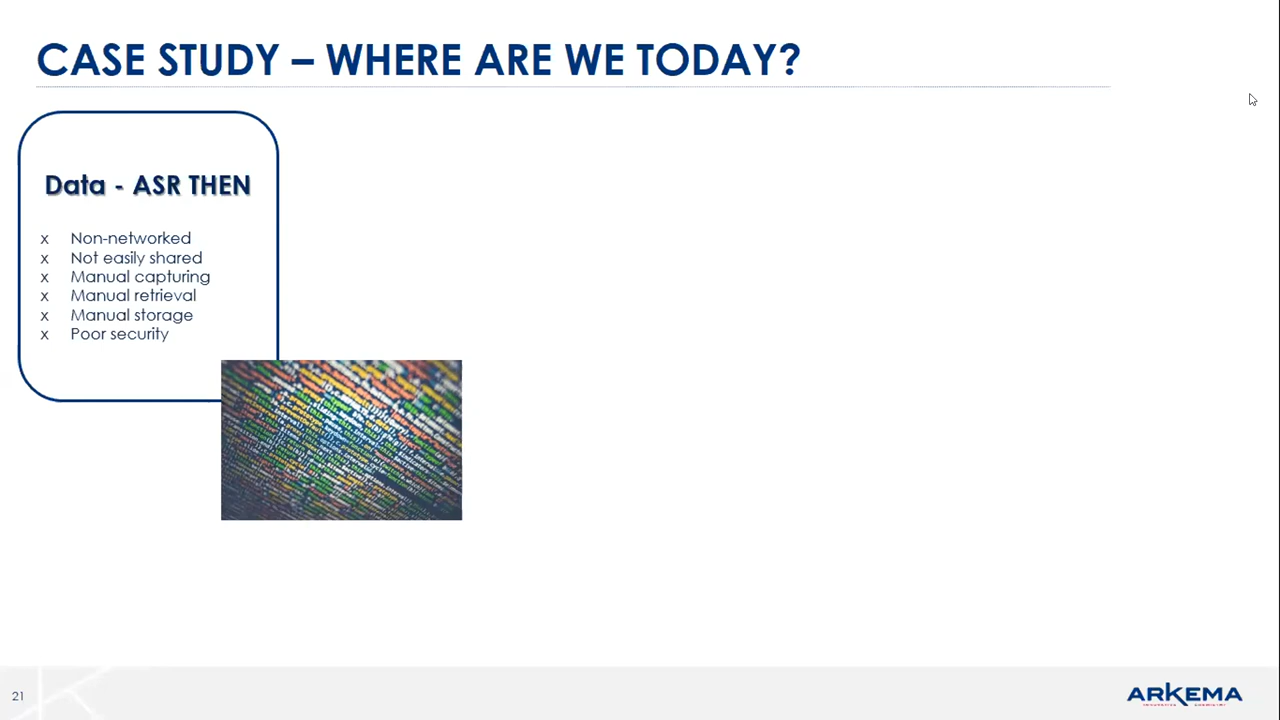 CASE STUDY – WHERE ARE WE TODAY?
Data - ASR THEN
x Non-networked
x Not easily shared
x Manual capturing
x Manual retrieval
x Manual storage
x Poor security
21
ARKEMA